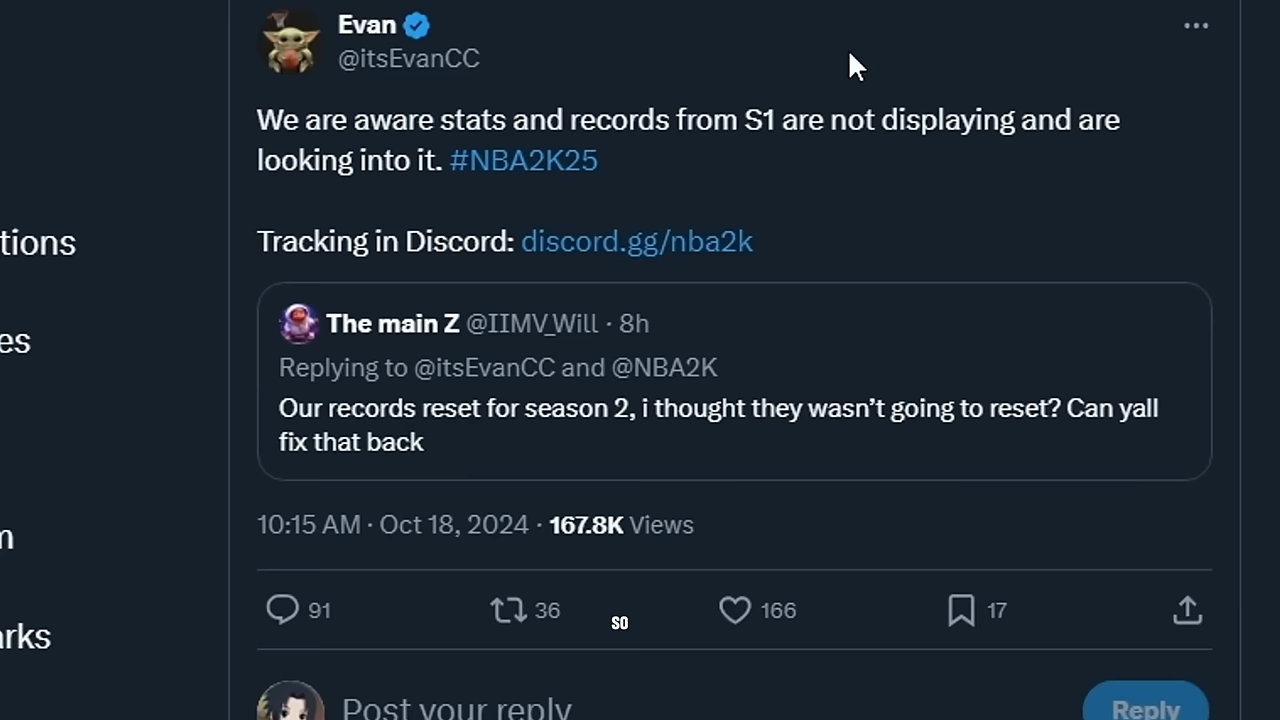 Evan
@itsEvanCC
We are aware stats and records from S1 are not displaying and are
looking into it. #NBA2K25
tions
Tracking in Discord: discord.gg/nba2k
The main Z @IIMV_Will · 8h
es
Replying to @itsEvanCC and @NBA2K
Our records reset for season 2, i thought they wasn’t going to reset? Can yall
fix that back
10:15 AM · Oct 18, 2024 · 167.8K Views
m
91 36 166 17
so
arks
Post your reply
Reply